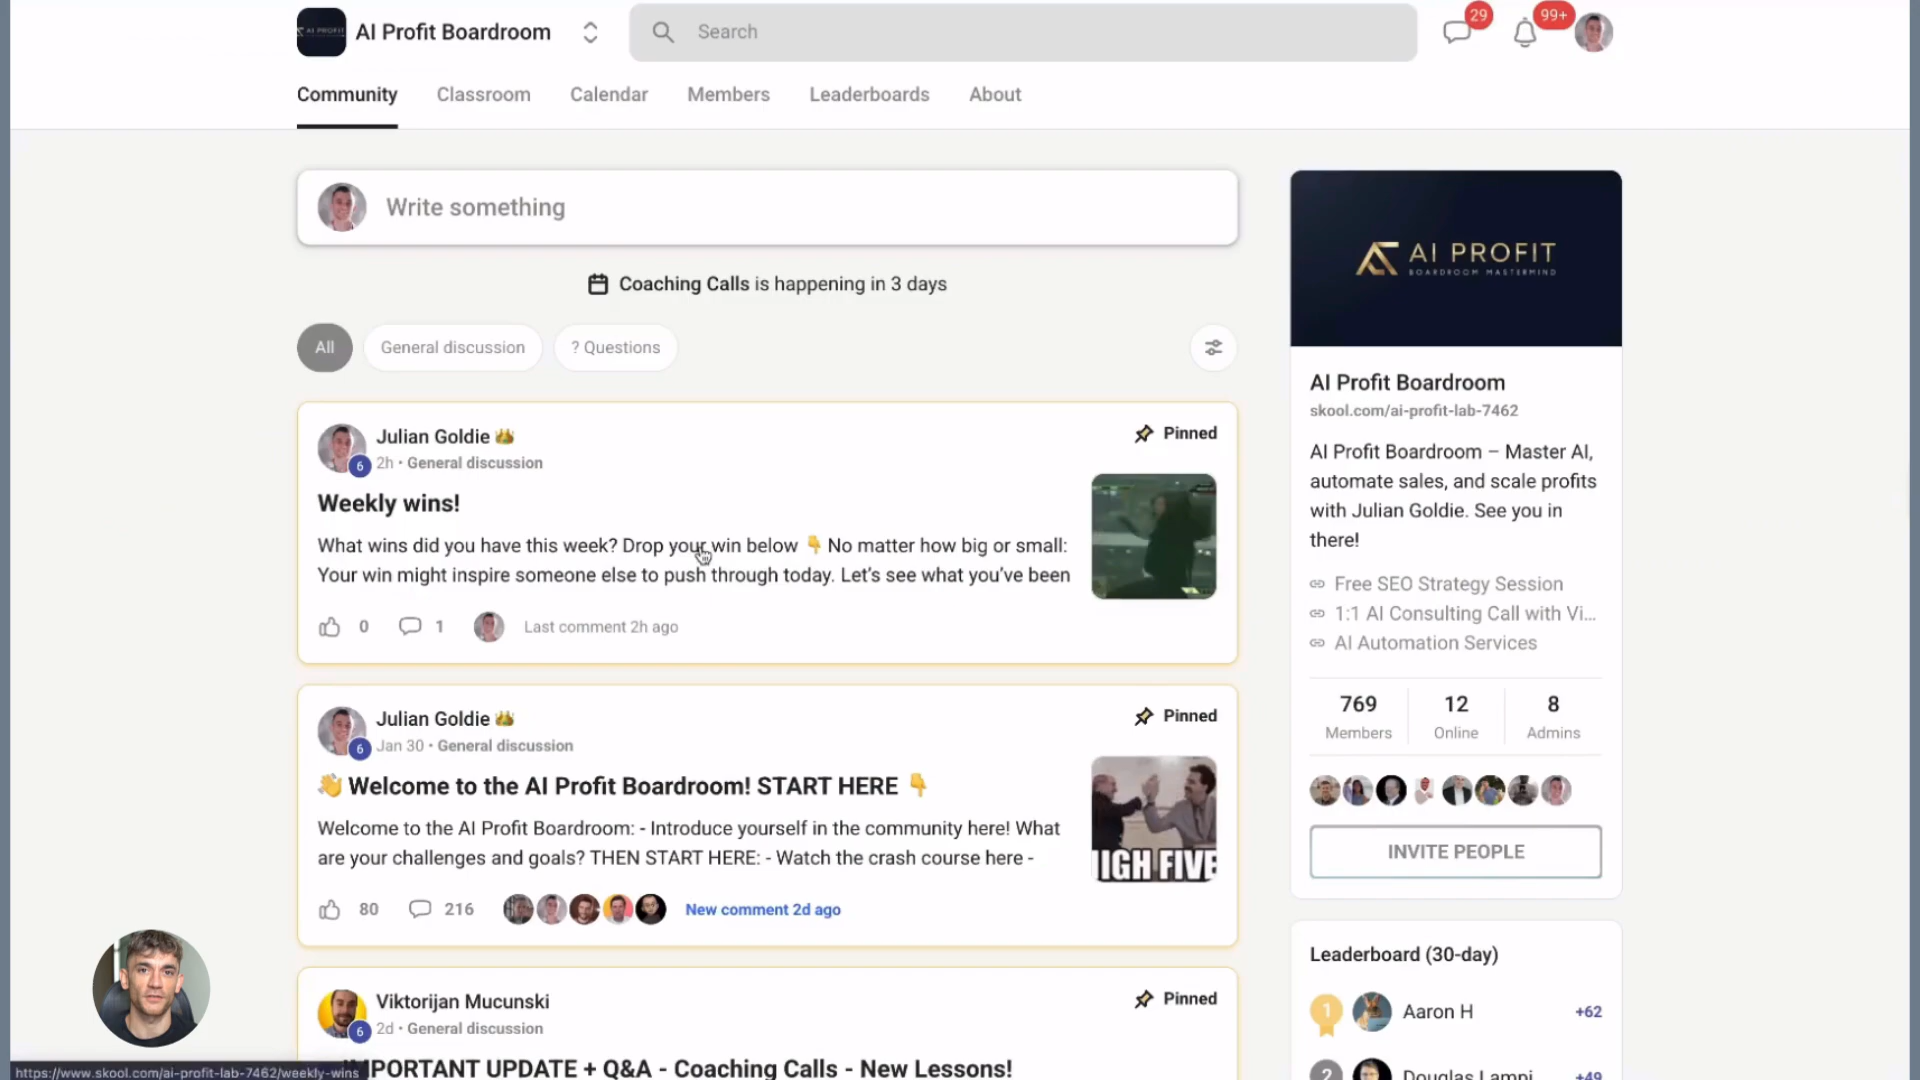 AI Profit Boardroom
Search
29
99+
Community
Classroom
Calendar
Members
Leaderboards
About
Write something
Coaching Calls is happening in 3 days
All
General discussion
? Questions
Julian Goldie
6
2h • General discussion
Pinned
Weekly wins!
What wins did you have this week? Drop your win below 👇 No matter how big or small:
Your win might inspire someone else to push through today. Let's see what you've been
0
1
Last comment 2h ago
Julian Goldie
6
Jan 30 • General discussion
Pinned
👋 Welcome to the AI Profit Boardroom! START HERE 👇
Welcome to the AI Profit Boardroom: - Introduce yourself in the community here! What
are your challenges and goals? THEN START HERE: - Watch the crash course here -
HIGH FIVE
80
216
New comment 2d ago
Viktorijan Mucunski
6
2d • General discussion
Pinned
IMPORTANT UPDATE + Q&A - Coaching Calls - New Lessons!
https://www.skool.com/ai-profit-lab-7462/weekly-wins
AI PROFIT
BOARDROOM MASTERMIND
AI Profit Boardroom
skool.com/ai-profit-lab-7462
AI Profit Boardroom – Master AI,
automate sales, and scale profits
with Julian Goldie. See you in
there!
Free SEO Strategy Session
1:1 AI Consulting Call with Vi...
AI Automation Services
769
Members
12
Online
8
Admins
INVITE PEOPLE
Leaderboard (30-day)
1
Aaron H
+62
2
Douglas Lampi
+49